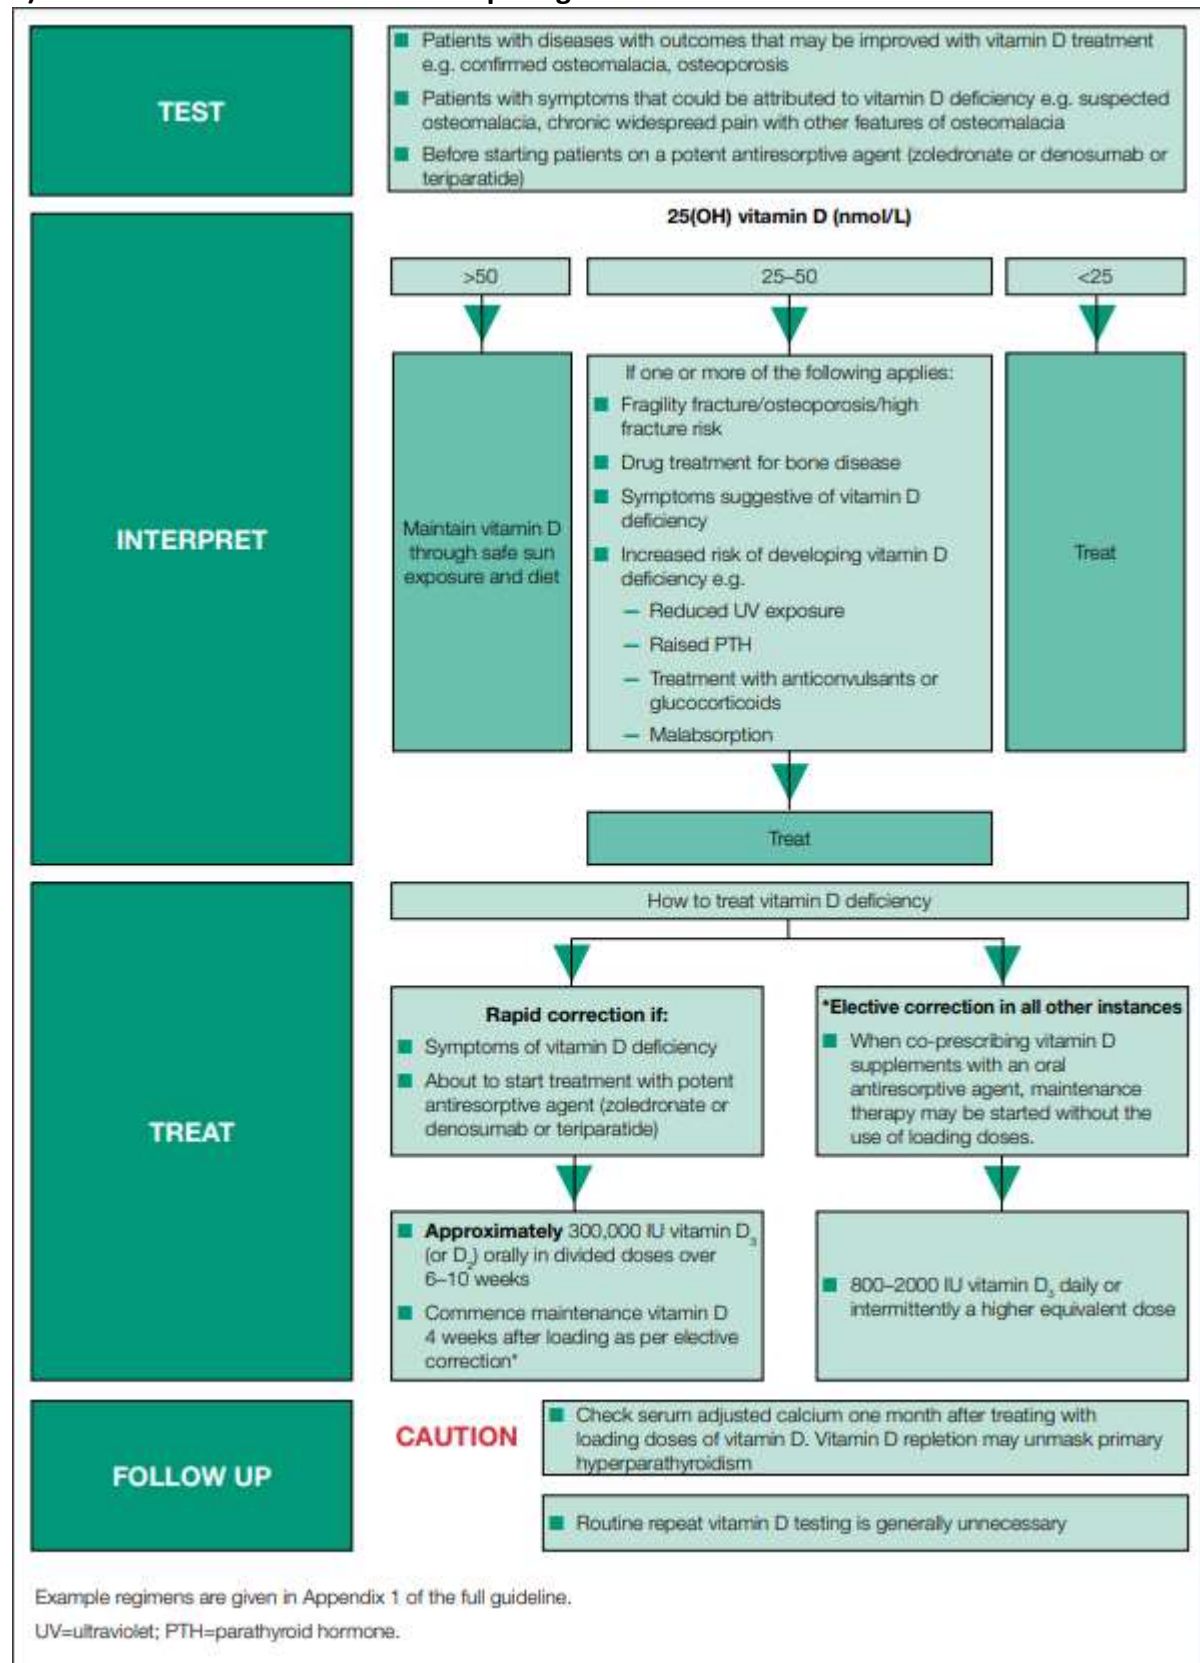 TEST
■ Patients with diseases with outcomes that may be improved with vitamin D treatment
e.g. confirmed osteomalacia, osteoporosis
■ Patients with symptoms that could be attributed to vitamin D deficiency e.g. suspected
osteomalacia, chronic widespread pain with other features of osteomalacia
■ Before starting patients on a potent antiresorptive agent (zoledronate or denosumab or
teriparatide)
INTERPRET
25(OH) vitamin D (nmol/L)
>50
25–50
<25
Maintain vitamin D
through safe sun
exposure and diet
If one or more of the following applies:
■ Fragility fracture/osteoporosis/high
fracture risk
■ Drug treatment for bone disease
■ Symptoms suggestive of vitamin D
deficiency
■ Increased risk of developing vitamin D
deficiency e.g.
— Reduced UV exposure
— Raised PTH
— Treatment with anticonvulsants or
glucocorticoids
— Malabsorption
Treat
Treat
TREAT
How to treat vitamin D deficiency
Rapid correction if:
■ Symptoms of vitamin D deficiency
■ About to start treatment with potent
antiresorptive agent (zoledronate or
denosumab or teriparatide)
*Elective correction in all other instances
■ When co-prescribing vitamin D
supplements with an oral
antiresorptive agent, maintenance
therapy may be started without the
use of loading doses.
■ Approximately 300,000 IU vitamin D₃
(or D₂) orally in divided doses over
6–10 weeks
■ Commence maintenance vitamin D
4 weeks after loading as per elective
correction*
■ 800–2000 IU vitamin D₃ daily or
intermittently a higher equivalent dose
FOLLOW UP
CAUTION
■ Check serum adjusted calcium one month after treating with
loading doses of vitamin D. Vitamin D repletion may unmask primary
hyperparathyroidism
■ Routine repeat vitamin D testing is generally unnecessary
Example regimens are given in Appendix 1 of the full guideline.
UV=ultraviolet; PTH=parathyroid hormone.